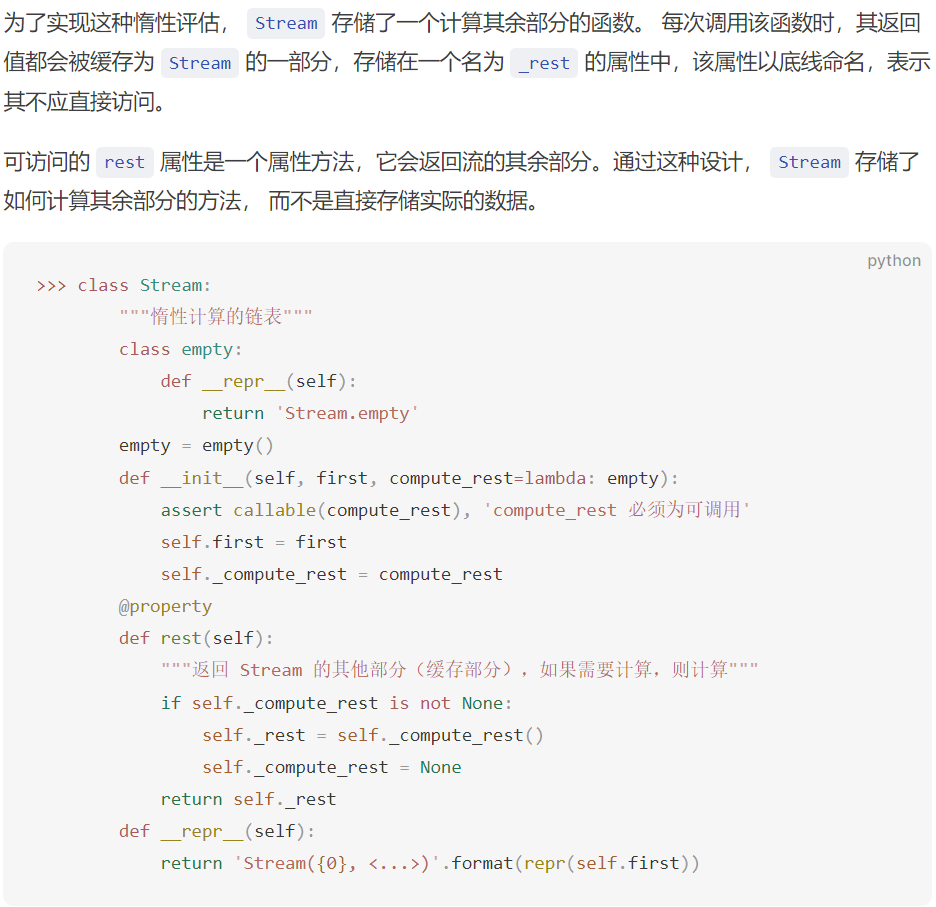 为了实现这种惰性评估， Stream 存储了一个计算其余部分的函数。 每次调用该函数时，其返回
值都会被缓存为 Stream 的一部分，存储在一个名为 _rest 的属性中，该属性以底线命名，表示
其不应直接访问。
可访问的 rest 属性是一个属性方法，它会返回流的其余部分。通过这种设计， Stream 存储了
如何计算其余部分的方法， 而不是直接存储实际的数据。
python
>>> class Stream:
        """惰性计算的链表"""
        class empty:
            def __repr__(self):
                return 'Stream.empty'
        empty = empty()
        def __init__(self, first, compute_rest=lambda: empty):
            assert callable(compute_rest), 'compute_rest 必须为可调用'
            self.first = first
            self._compute_rest = compute_rest
        @property
        def rest(self):
            """返回 Stream 的其他部分（缓存部分），如果需要计算，则计算"""
            if self._compute_rest is not None:
                self._rest = self._compute_rest()
                self._compute_rest = None
            return self._rest
        def __repr__(self):
            return 'Stream({0}, <...>)'.format(repr(self.first))